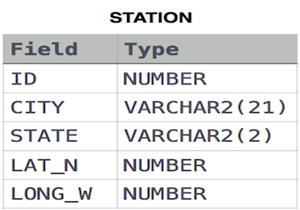 STATION
Field Type
ID NUMBER
CITY VARCHAR2(21)
STATE VARCHAR2(2)
LAT_N NUMBER
LONG_W NUMBER